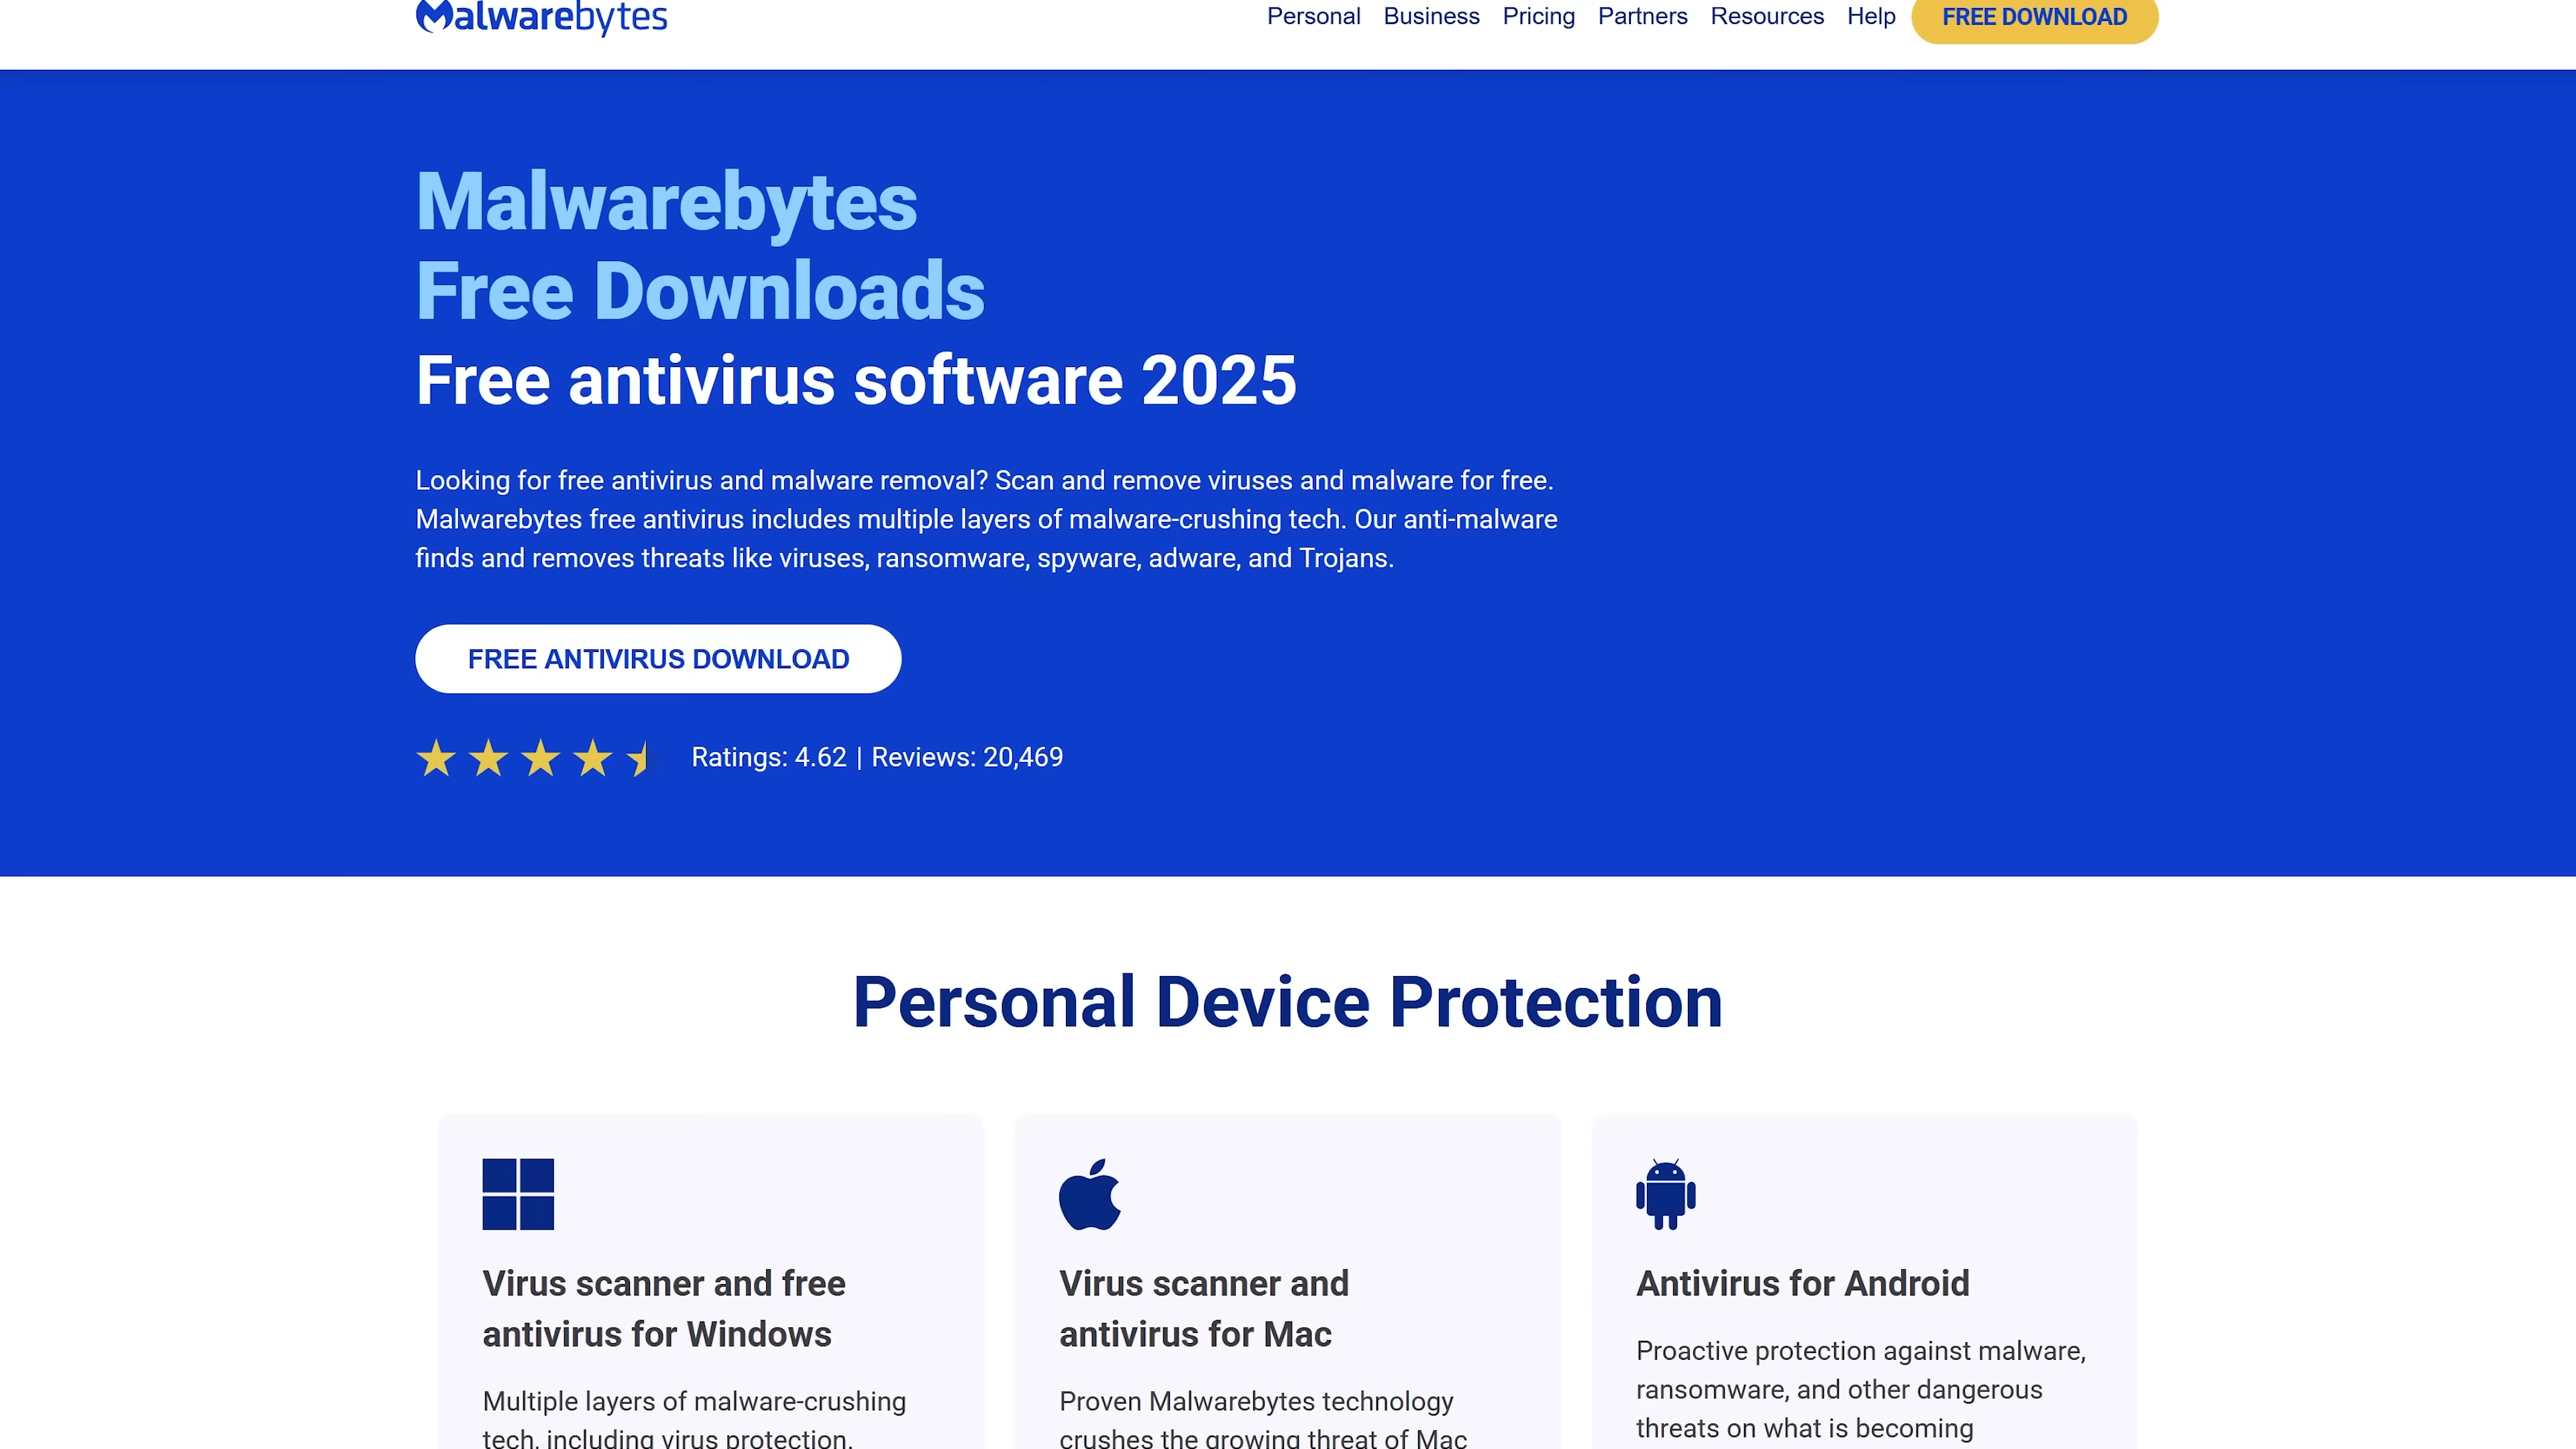 Malwarebytes
Personal Business Pricing Partners Resources Help FREE DOWNLOAD
Malwarebytes
Free Downloads
Free antivirus software 2025
Looking for free antivirus and malware removal? Scan and remove viruses and malware for free.
Malwarebytes free antivirus includes multiple layers of malware-crushing tech. Our anti-malware
finds and removes threats like viruses, ransomware, spyware, adware, and Trojans.
FREE ANTIVIRUS DOWNLOAD
Ratings: 4.62 | Reviews: 20,469
Personal Device Protection
Virus scanner and free
antivirus for Windows
Multiple layers of malware-crushing
tech, including virus protection.
Virus scanner and
antivirus for Mac
Proven Malwarebytes technology
crushes the growing threat of Mac
Antivirus for Android
Proactive protection against malware,
ransomware, and other dangerous
threats on what is becoming